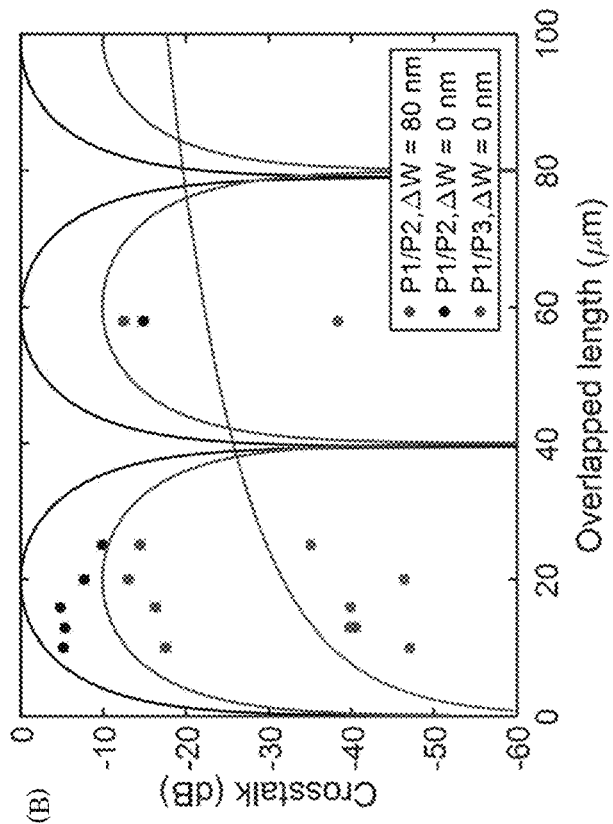 (B)
Crosstalk (dB)
0
-10
-20
-30
-40
-50
-60
0
20
40
60
80
100
Overlapped length (μm)
P1/P2,ΔW = 80 nm
P1/P2,ΔW = 0 nm
P1/P3,ΔW = 0 nm